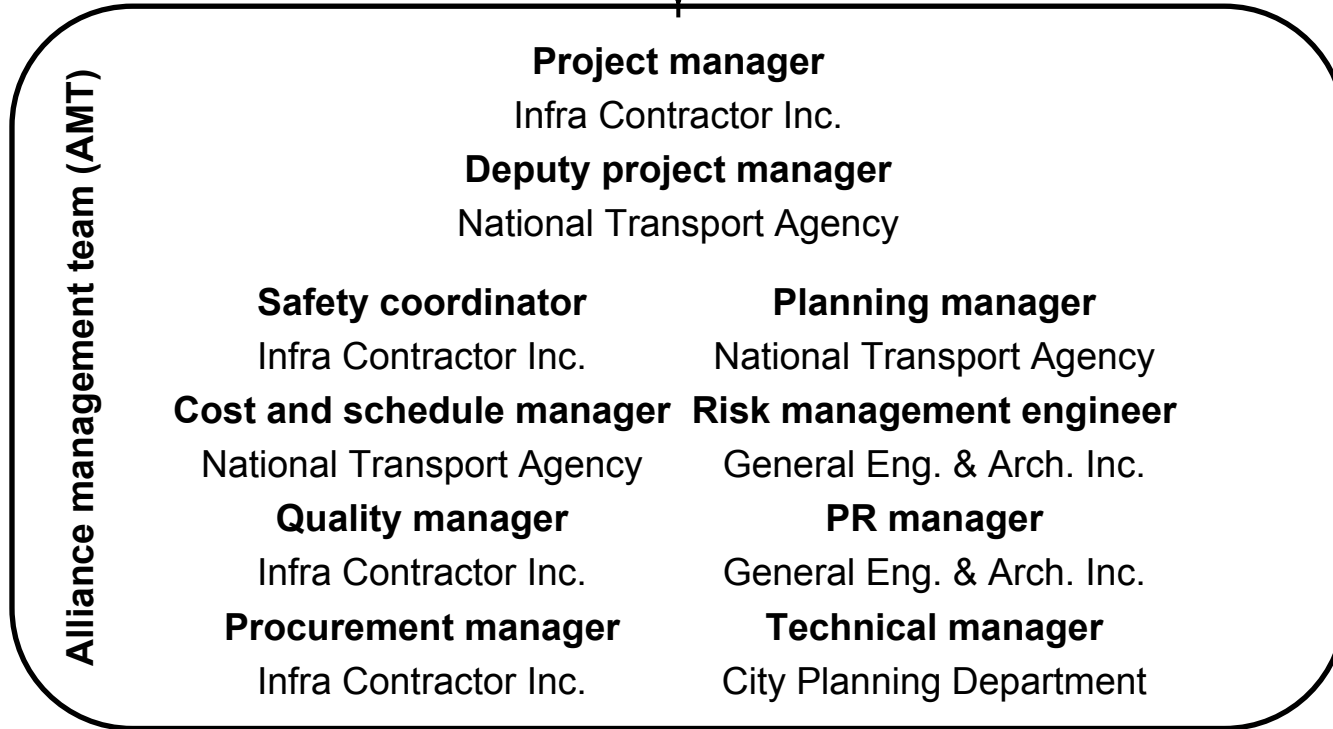 Alliance management team (AMT)
Project manager
Infra Contractor Inc.
Deputy project manager
National Transport Agency
Safety coordinator
Infra Contractor Inc.
Cost and schedule manager
National Transport Agency
Quality manager
Infra Contractor Inc.
Procurement manager
Infra Contractor Inc.
Planning manager
National Transport Agency
Risk management engineer
General Eng. & Arch. Inc.
PR manager
General Eng. & Arch. Inc.
Technical manager
City Planning Department